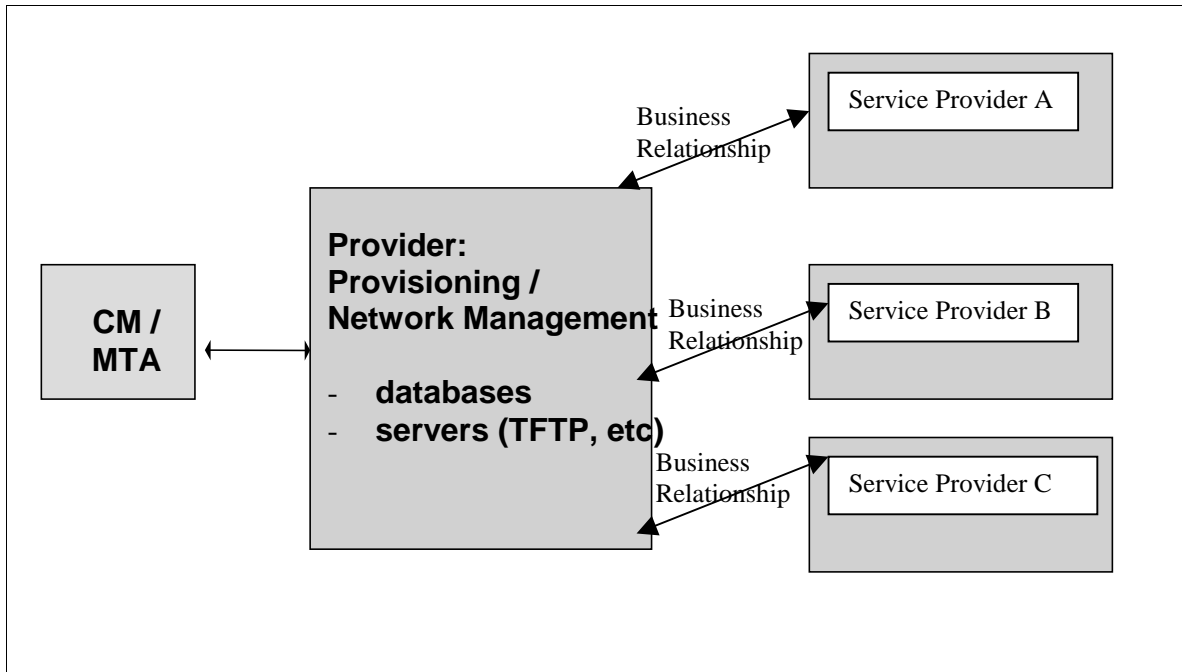 CM /
MTA
Provider:
Provisioning /
Network Management
- databases
- servers (TFTP, etc)
Business
Relationship
Service Provider A
Business
Relationship
Service Provider B
Business
Relationship
Service Provider C